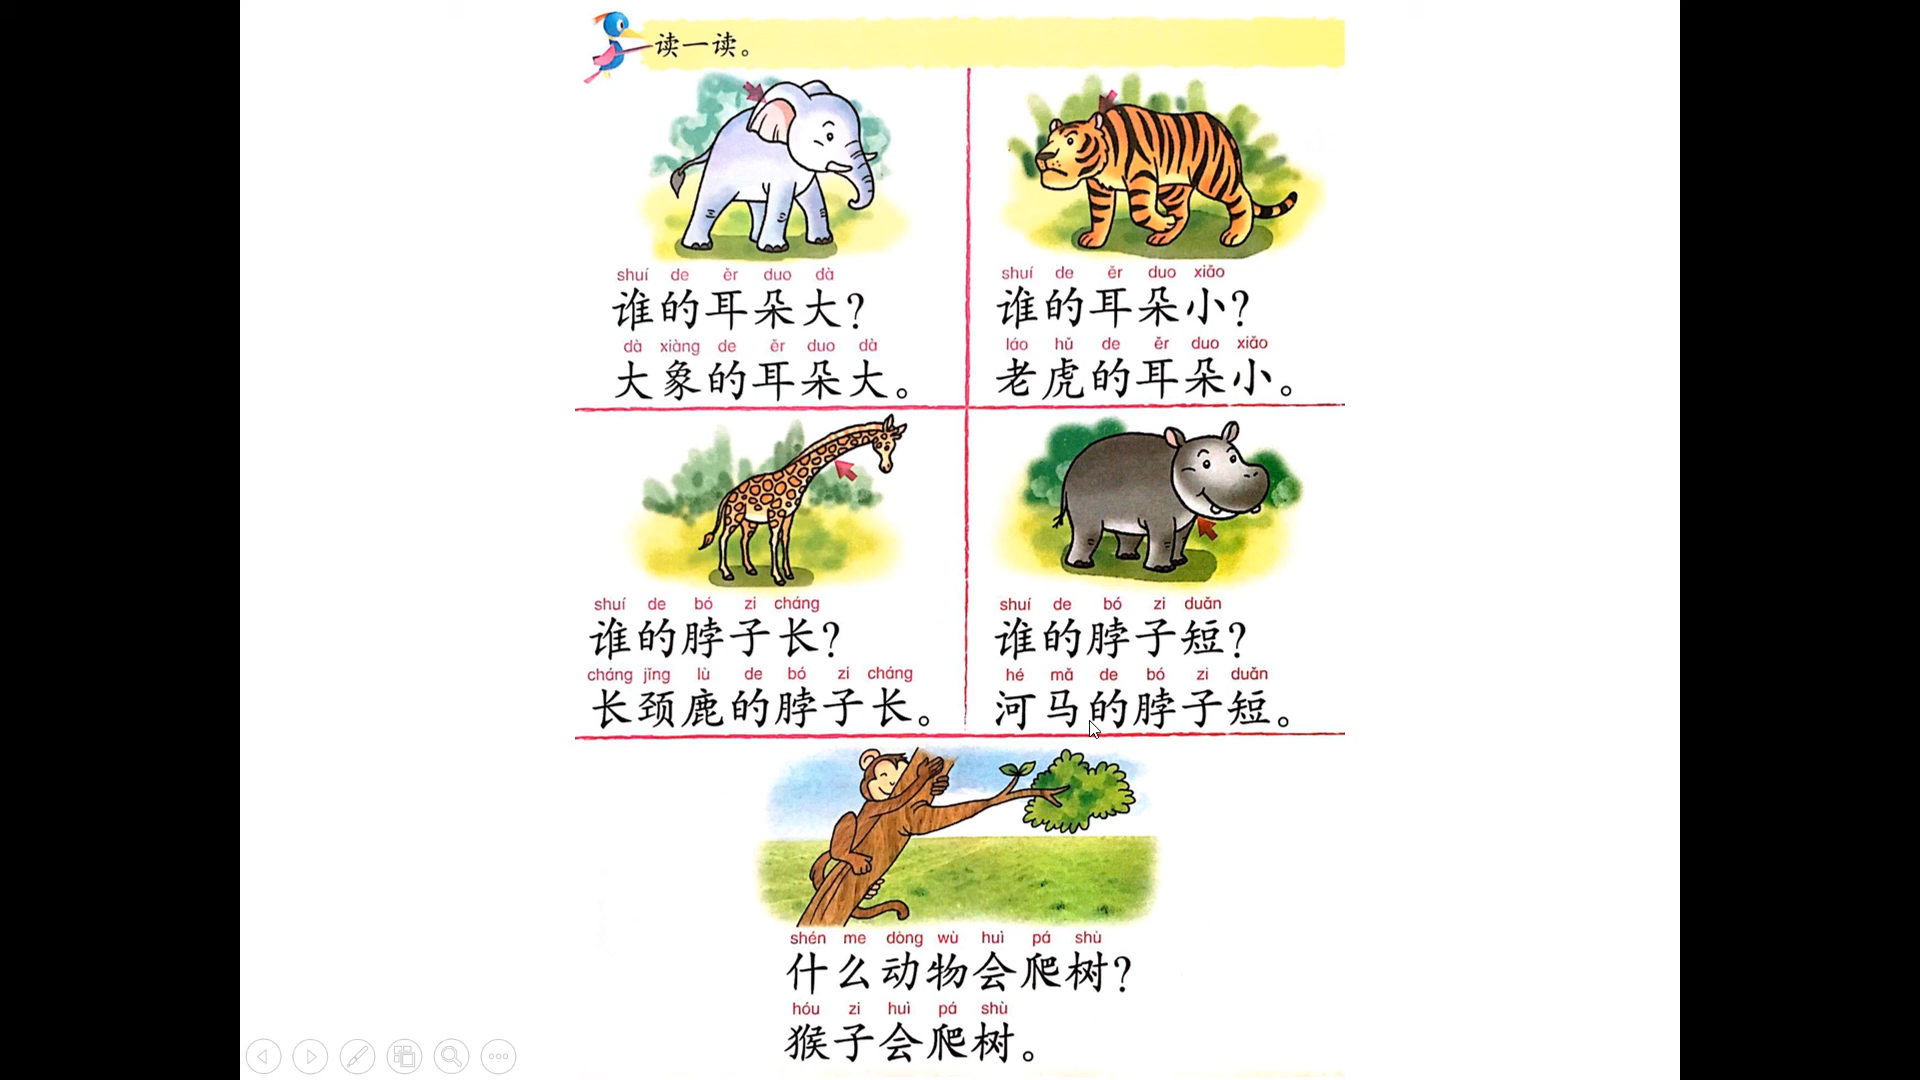 读一读。
shuí de èr duo dà
谁的耳朵大?
dà xiàng de ěr duo dà
大象的耳朵大。
shuí de ěr duo xiǎo
谁的耳朵小?
láo hǔ de ěr duo xiǎo
老虎的耳朵小。
shuí de bó zi cháng
谁的脖子长?
cháng jǐng lù de bó zi cháng
长颈鹿的脖子长。
shuí de bó zi duǎn
谁的脖子短?
hé mǎ de bó zi duǎn
河马的脖子短。
shén me dòng wù huì pá shù
什么动物会爬树?
hóu zi huì pá shù
猴子会爬树。